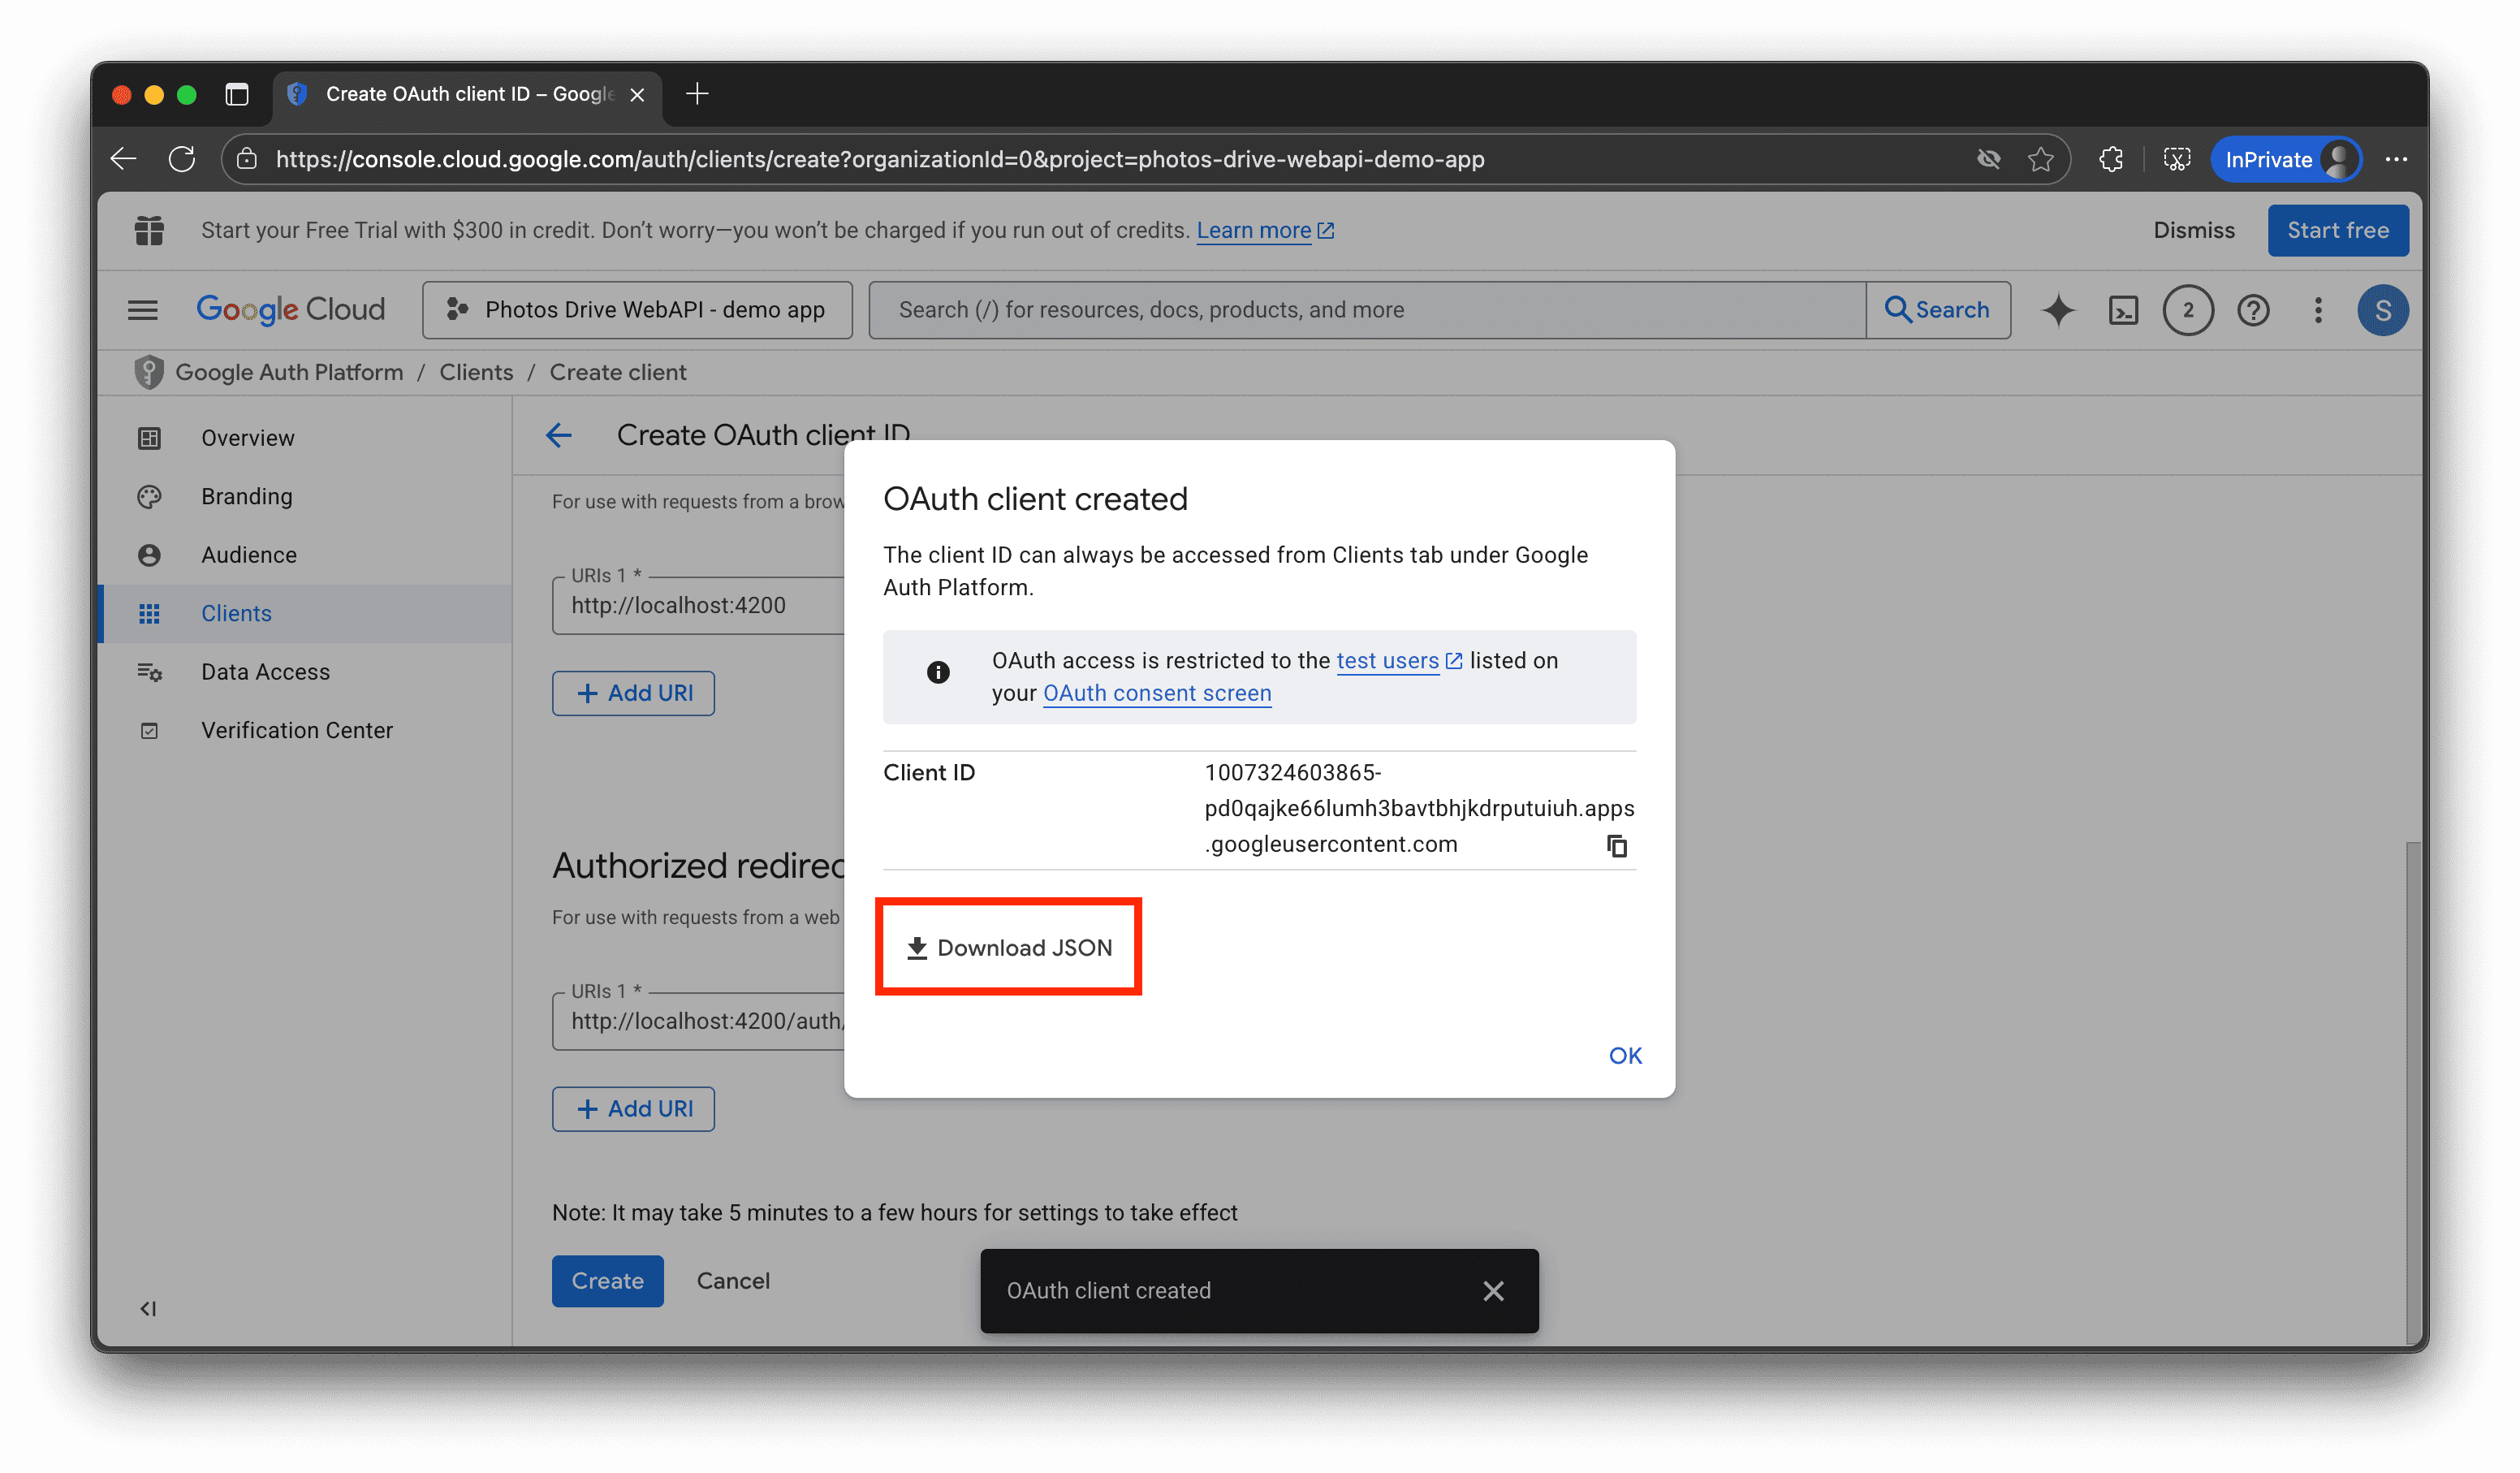 Create OAuth client ID – Google
https://console.cloud.google.com/auth/clients/create?organizationId=0&project=photos-drive-webapi-demo-app
InPrivate
Start your Free Trial with $300 in credit. Don’t worry—you won’t be charged if you run out of credits. Learn more
Dismiss
Start free
Google Cloud
Photos Drive WebAPI - demo app
Search (/) for resources, docs, products, and more
Search
2
S
Google Auth Platform / Clients / Create client
Overview
Branding
Audience
Clients
Data Access
Verification Center
Create OAuth client ID
For use with requests from a brow
URIs 1 *
http://localhost:4200
Add URI
Authorized redirec
For use with requests from a web
URIs 1 *
http://localhost:4200/auth/
Add URI
Note: It may take 5 minutes to a few hours for settings to take effect
Create
Cancel
OAuth client created
The client ID can always be accessed from Clients tab under Google
Auth Platform.
OAuth access is restricted to the test users listed on
your OAuth consent screen
Client ID
1007324603865-
pd0qajke66lumh3bavtbhjkdrputuiuh.apps
.googleusercontent.com
Download JSON
OK
OAuth client created